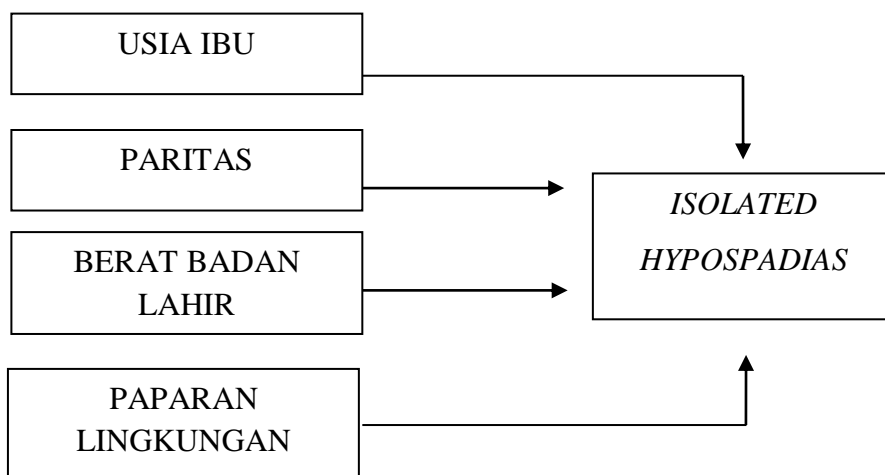 USIA IBU
PARITAS
BERAT BADAN
LAHIR
PAPARAN
LINGKUNGAN
ISOLATED
HYPOSPADIAS